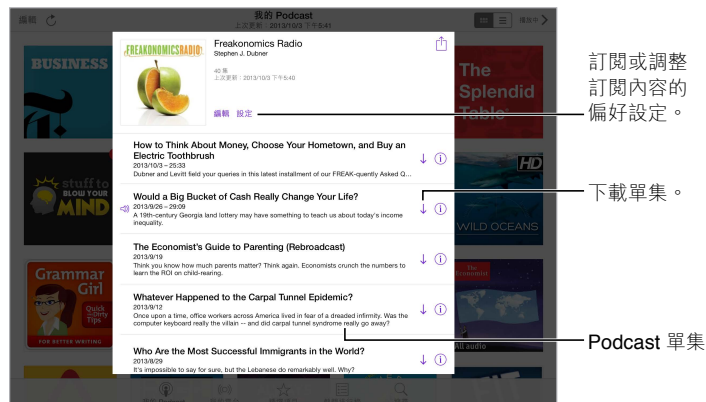 編輯
我的 Podcast
上次更新：2013/10/3 下午5:41
播放中
BUSINESS
FREAKONOMICSRADIO
Freakonomics Radio
Stephen J. Dubner
40 集
上次更新：2013/10/3 下午5:40
編輯 設定
The
Splendid
Table
訂閱或調整
訂閱內容的
偏好設定。
How to Think About Money, Choose Your Hometown, and Buy an
Electric Toothbrush
2013/10/3 – 25:33
Dubner and Levitt field your queries in this latest installment of our FREAK-quently Asked Q…
stuff to
BLOW YOUR
MIND
Would a Big Bucket of Cash Really Change Your Life?
2013/9/26 – 29:09
A 19th-century Georgia land lottery may have something to teach us about today's income
inequality.
HD
WILD OCEANS
下載單集。
The Economist's Guide to Parenting (Rebroadcast)
2013/9/19
Think you know how much parents matter? Think again. Economists crunch the numbers to
learn the ROI on child-rearing.
Grammar
Girl
Quick
and Dirty
Tips
FOR BETTER WRITING
Whatever Happened to the Carpal Tunnel Epidemic?
2013/9/12
Once upon a time, office workers across America lived in fear of a dreaded infirmity. Was the
computer keyboard really the villain -- and did carpal tunnel syndrome really go away?
The
Economist
All audio
Podcast 單集
Who Are the Most Successful Immigrants in the World?
2013/8/29
It's impossible to say for sure, but the Lebanese do remarkably well. Why?